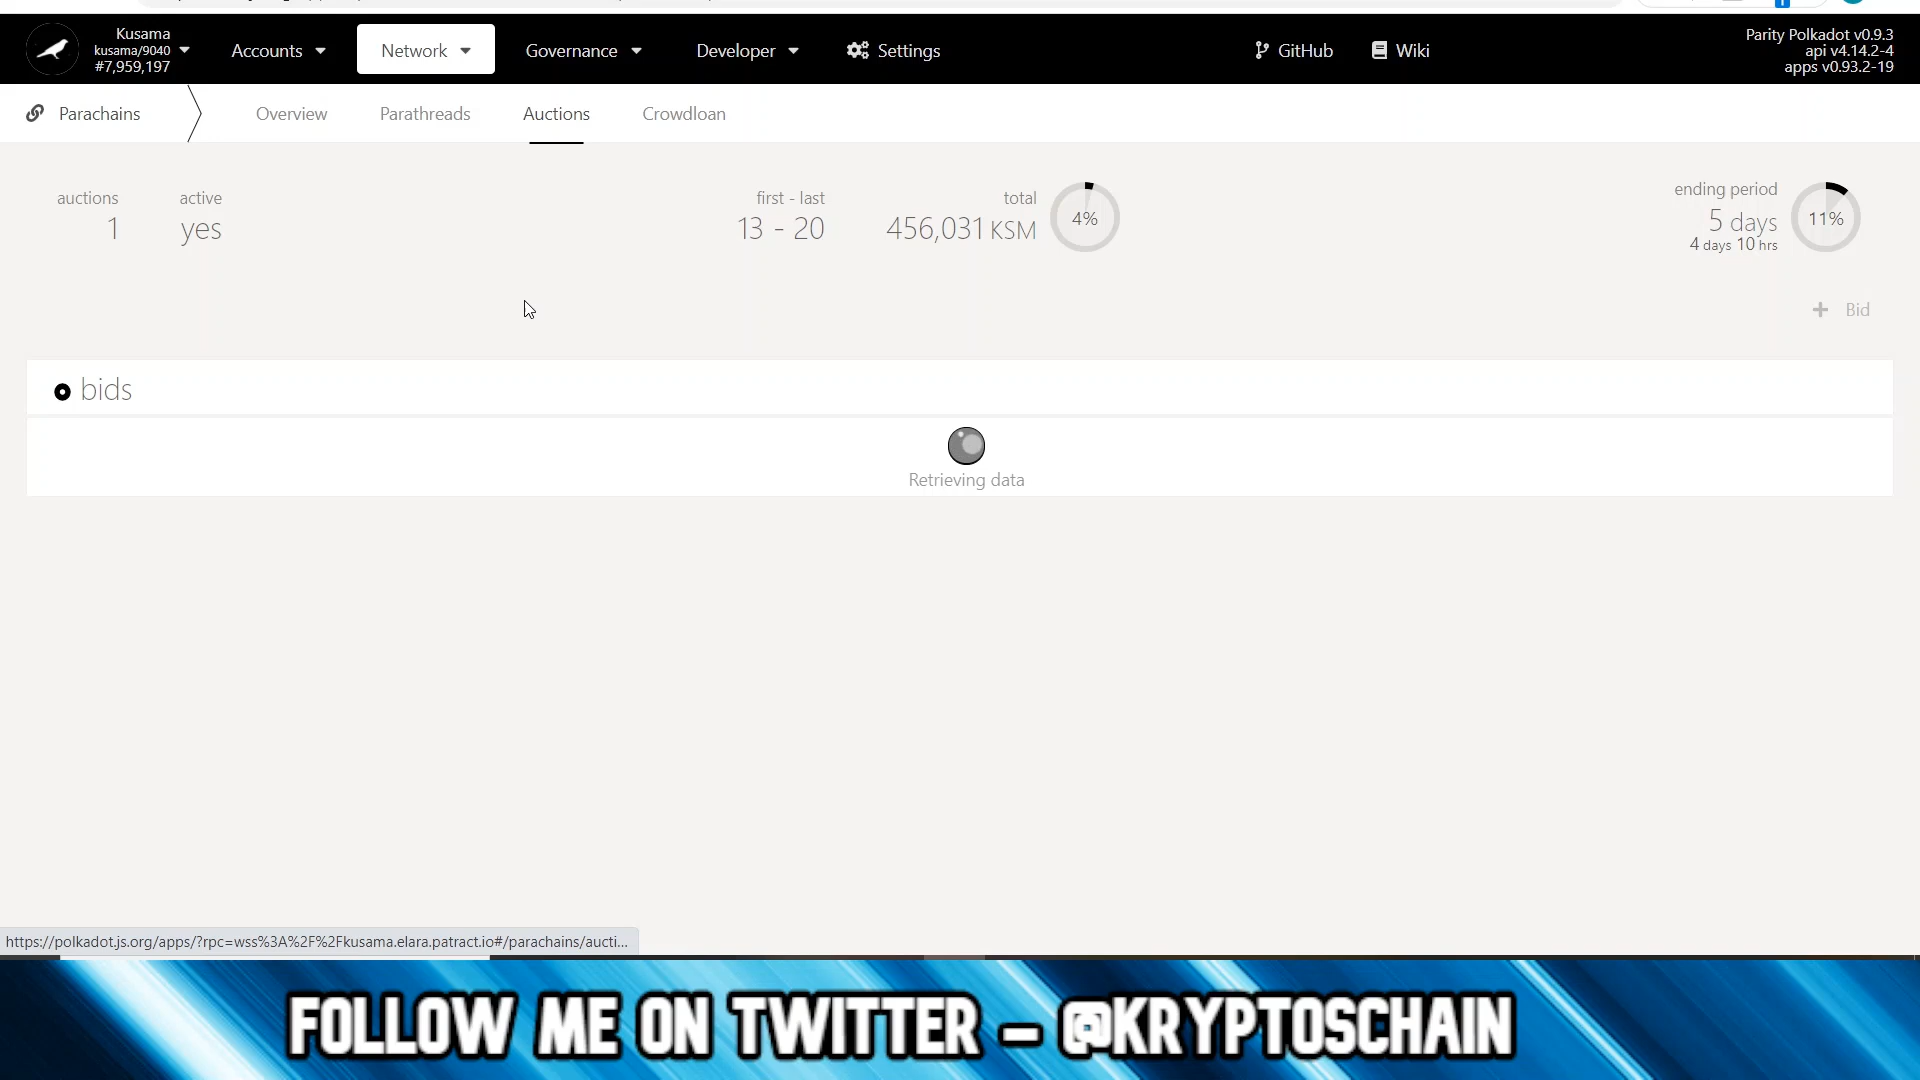 Kusama
kusama/9040
#7,959,197
Accounts
Network
Governance
Developer
Settings
GitHub
Wiki
Parity Polkadot v0.9.3
api v4.14.2-4
apps v0.93.2-19
Parachains
Overview
Parathreads
Auctions
Crowdloan
auctions
1
active
yes
first - last
13 - 20
total
456,031 KSM
4%
ending period
5 days
4 days 10 hrs
11%
Bid
bids
Retrieving data
https://polkadot.js.org/apps/?rpc=wss%3A%2F%2Fkusama.elara.patract.io#/parachains/aucti...
FOLLOW ME ON TWITTER – @KRYPTOSCHAIN